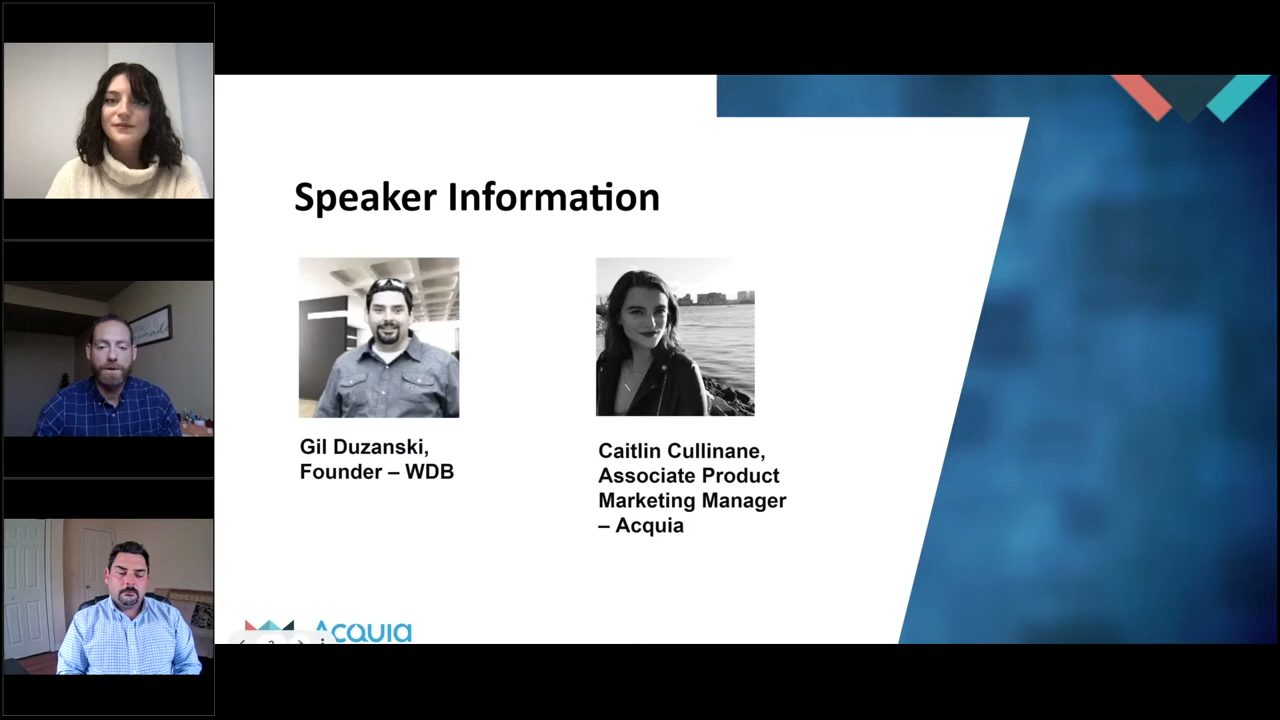 Speaker Information
Gil Duzanski,
Founder – WDB
Caitlin Cullinane,
Associate Product
Marketing Manager
– Acquia
Acquia